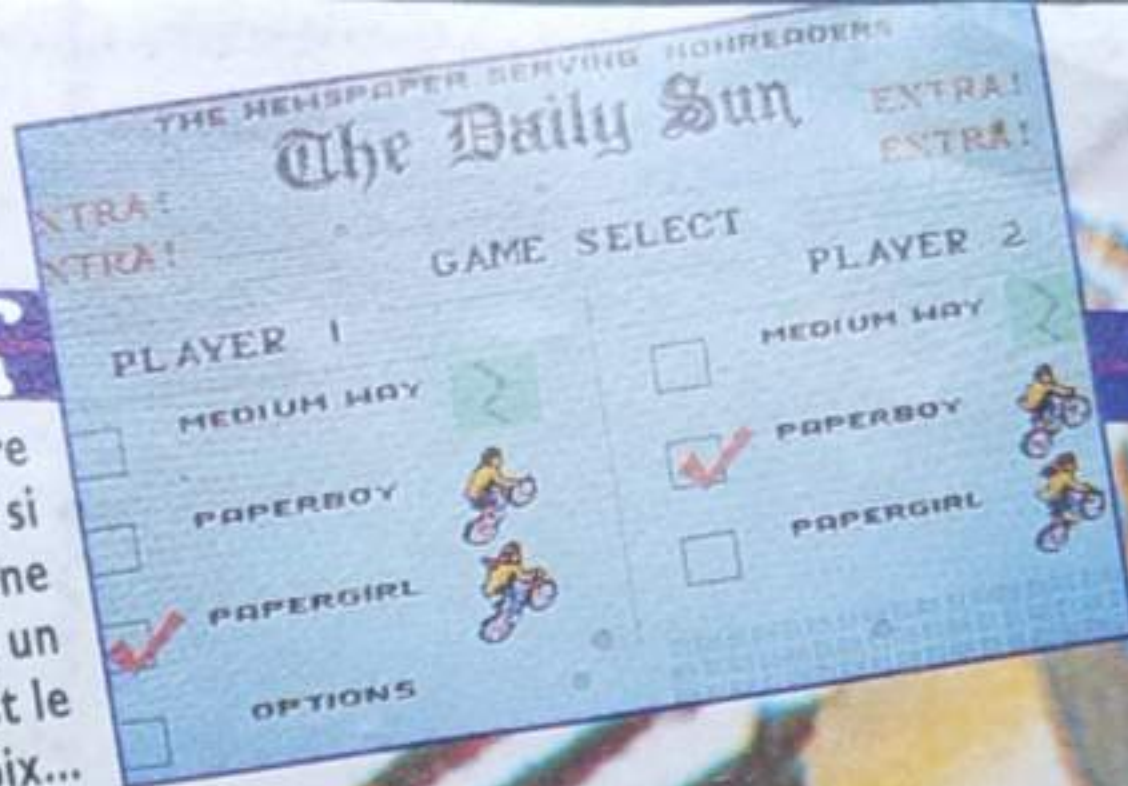 THE NEWSPAPER SERVING NONREADERS
The Daily Sun
EXTRA!
EXTRA!
XTRA!
XTRA!
GAME SELECT
PLAYER 1
MEDIUM WAY
PAPERBOY
PAPERGIRL
OPTIONS
PLAYER 2
MEDIUM WAY
PAPERBOY
PAPERGIRL
re
si
ne
un
t le
ix...